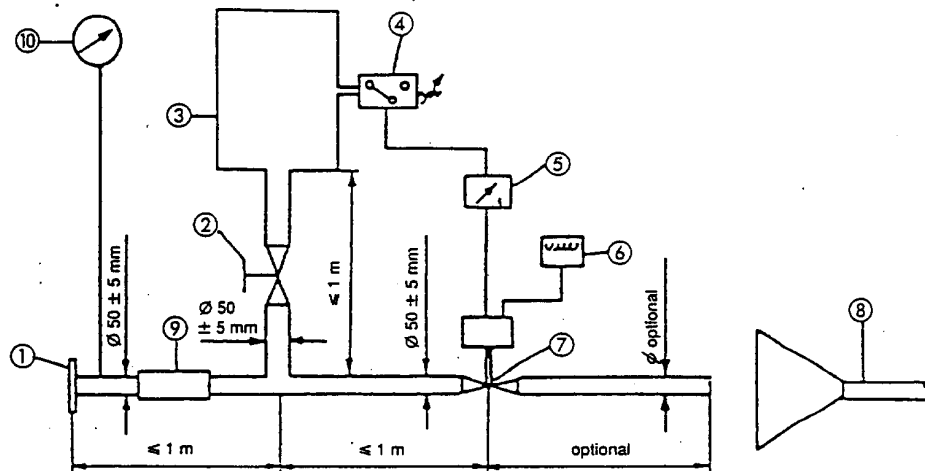 10
4
3
5
2
6
⩽ 1 m
Ø 50 ± 5 mm
Ø 50 ± 5 mm
Ø 50
± 5 mm
Ø optional
8
9
7
1
⩽ 1 m
⩽ 1 m
optional